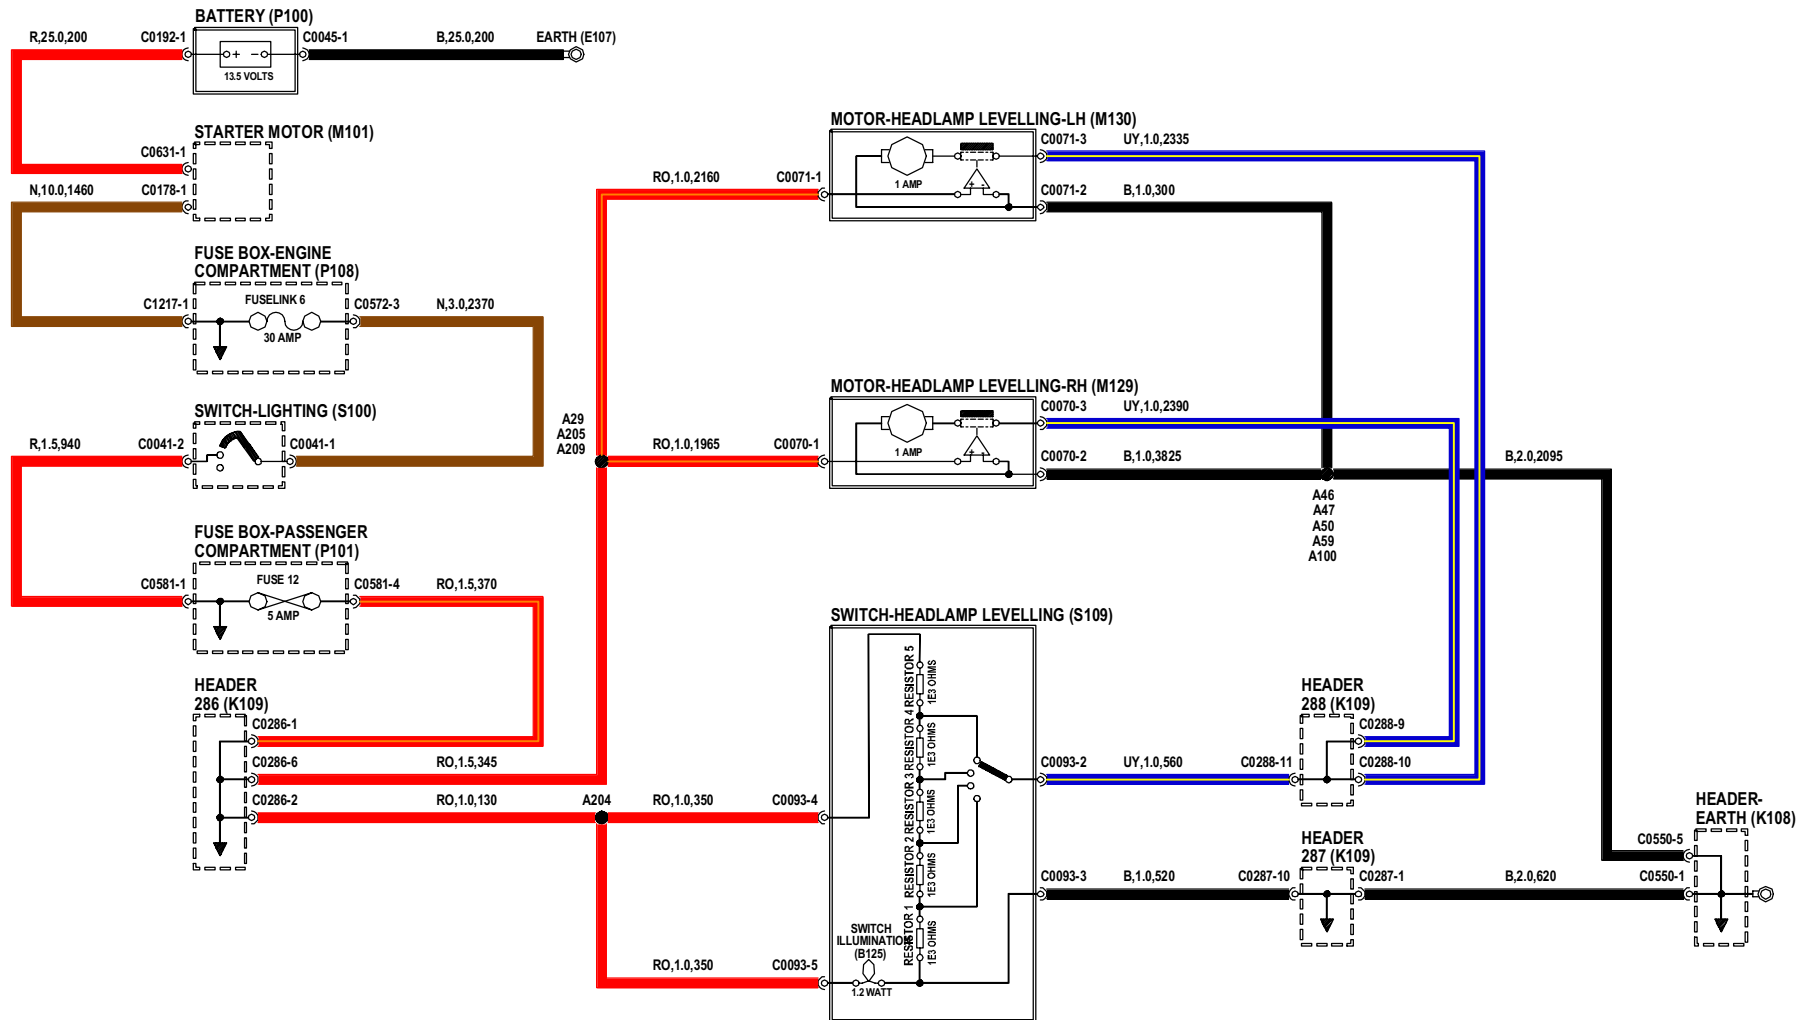 BATTERY (P100)
R,25.0,200
C0192-1
C0045-1
B,25.0,200
EARTH (E107)
+ -
13.5 VOLTS
STARTER MOTOR (M101)
C0631-1
C0178-1
N,10.0,1460
FUSE BOX-ENGINE
COMPARTMENT (P108)
C1217-1
FUSELINK 6
30 AMP
C0572-3
N,3.0,2370
SWITCH-LIGHTING (S100)
R,1.5,940
C0041-2
C0041-1
FUSE BOX-PASSENGER
COMPARTMENT (P101)
C0581-1
FUSE 12
5 AMP
C0581-4
RO,1.5,370
HEADER
286 (K109)
C0286-1
C0286-6
RO,1.5,345
C0286-2
RO,1.0,130
A204
RO,1.0,350
C0093-4
RO,1.0,350
C0093-5
A29
A205
A209
RO,1.0,2160
C0071-1
RO,1.0,1965
C0070-1
MOTOR-HEADLAMP LEVELLING-LH (M130)
1 AMP
+ -
C0071-3
UY,1.0,2335
C0071-2
B,1.0,300
MOTOR-HEADLAMP LEVELLING-RH (M129)
1 AMP
+ -
C0070-3
UY,1.0,2390
C0070-2
B,1.0,3825
B,2.0,2095
A46
A47
A50
A59
A100
SWITCH-HEADLAMP LEVELLING (S109)
RESISTOR 5
1E3 OHMS
RESISTOR 4
1E3 OHMS
RESISTOR 3
1E3 OHMS
RESISTOR 2
1E3 OHMS
RESISTOR 1
1E3 OHMS
SWITCH
ILLUMINATION
(B125)
1.2 WATT
C0093-2
UY,1.0,560
C0288-11
HEADER
288 (K109)
C0288-9
C0288-10
C0093-3
B,1.0,520
C0287-10
HEADER
287 (K109)
C0287-1
B,2.0,620
C0550-5
C0550-1
HEADER-
EARTH (K108)